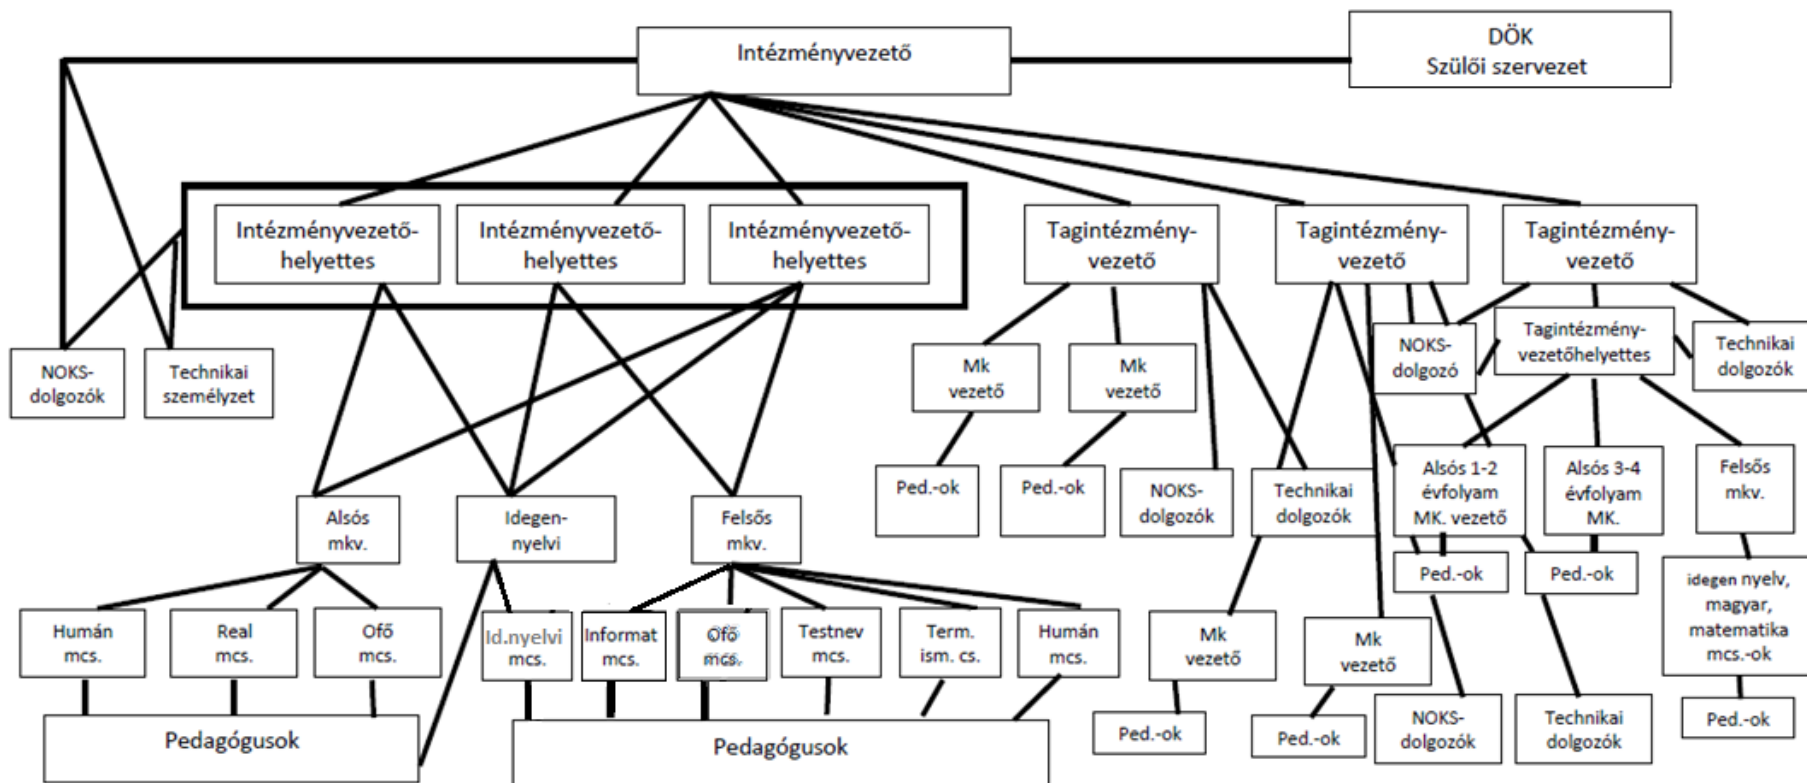 Intézményvezető
DÖK
Szülői szervezet
Intézményvezető-
helyettes
Intézményvezető-
helyettes
Intézményvezető-
helyettes
Tagintézmény-
vezető
Tagintézmény-
vezető
Tagintézmény-
vezető
NOKS-
dolgozók
Technikai
személyzet
Mk
vezető
Mk
vezető
NOKS-
dolgozó
Tagintézmény-
vezetőhelyettes
Technikai
dolgozók
Ped.-ok
Ped.-ok
NOKS-
dolgozók
Technikai
dolgozók
Alsós 1-2
évfolyam
MK. vezető
Alsós 3-4
évfolyam
MK.
Felsős
mkv.
Alsós
mkv.
Idegen-
nyelvi
Felsős
mkv.
Ped.-ok
Ped.-ok
idegen nyelv,
magyar,
matematika
mcs.-ok
Humán
mcs.
Real
mcs.
Ofő
mcs.
Id.nyelvi
mcs.
Informat
mcs.
Ofő
mcs.
Testnev
mcs.
Term.
ism. cs.
Humán
mcs.
Mk
vezető
Mk
vezető
Pedagógusok
Pedagógusok
Ped.-ok
Ped.-ok
NOKS-
dolgozók
Technikai
dolgozók
Ped.-ok